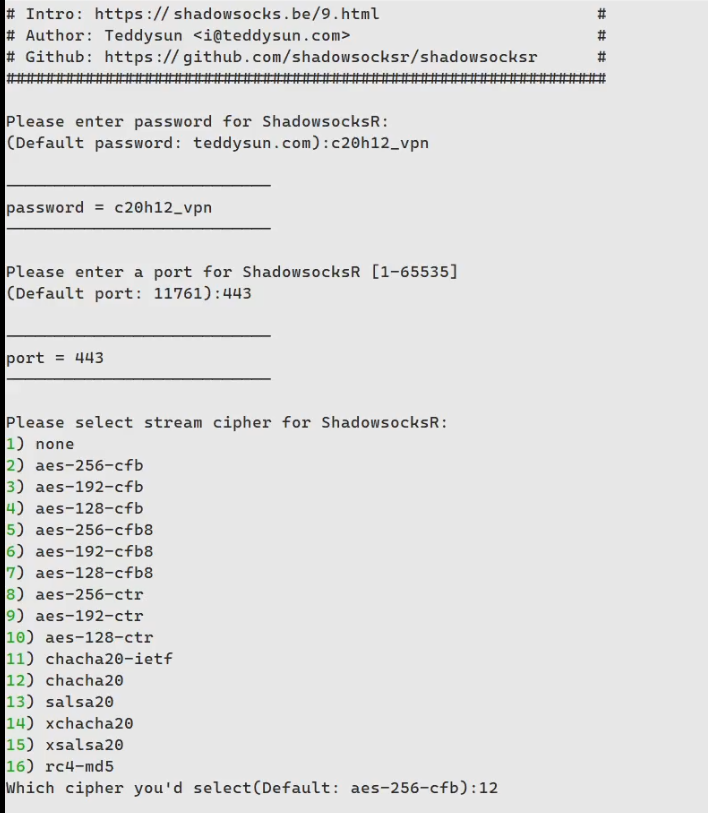 # Intro: https://shadowsocks.be/9.html #
# Author: Teddysun <i@teddysun.com> #
# Github: https://github.com/shadowsocksr/shadowsocksr #
#############################################################
Please enter password for ShadowsocksR:
(Default password: teddysun.com):c20h12_vpn
---------------------------
password = c20h12_vpn
---------------------------
Please enter a port for ShadowsocksR [1-65535]
(Default port: 11761):443
---------------------------
port = 443
---------------------------
Please select stream cipher for ShadowsocksR:
1) none
2) aes-256-cfb
3) aes-192-cfb
4) aes-128-cfb
5) aes-256-cfb8
6) aes-192-cfb8
7) aes-128-cfb8
8) aes-256-ctr
9) aes-192-ctr
10) aes-128-ctr
11) chacha20-ietf
12) chacha20
13) salsa20
14) xchacha20
15) xsalsa20
16) rc4-md5
Which cipher you'd select(Default: aes-256-cfb):12